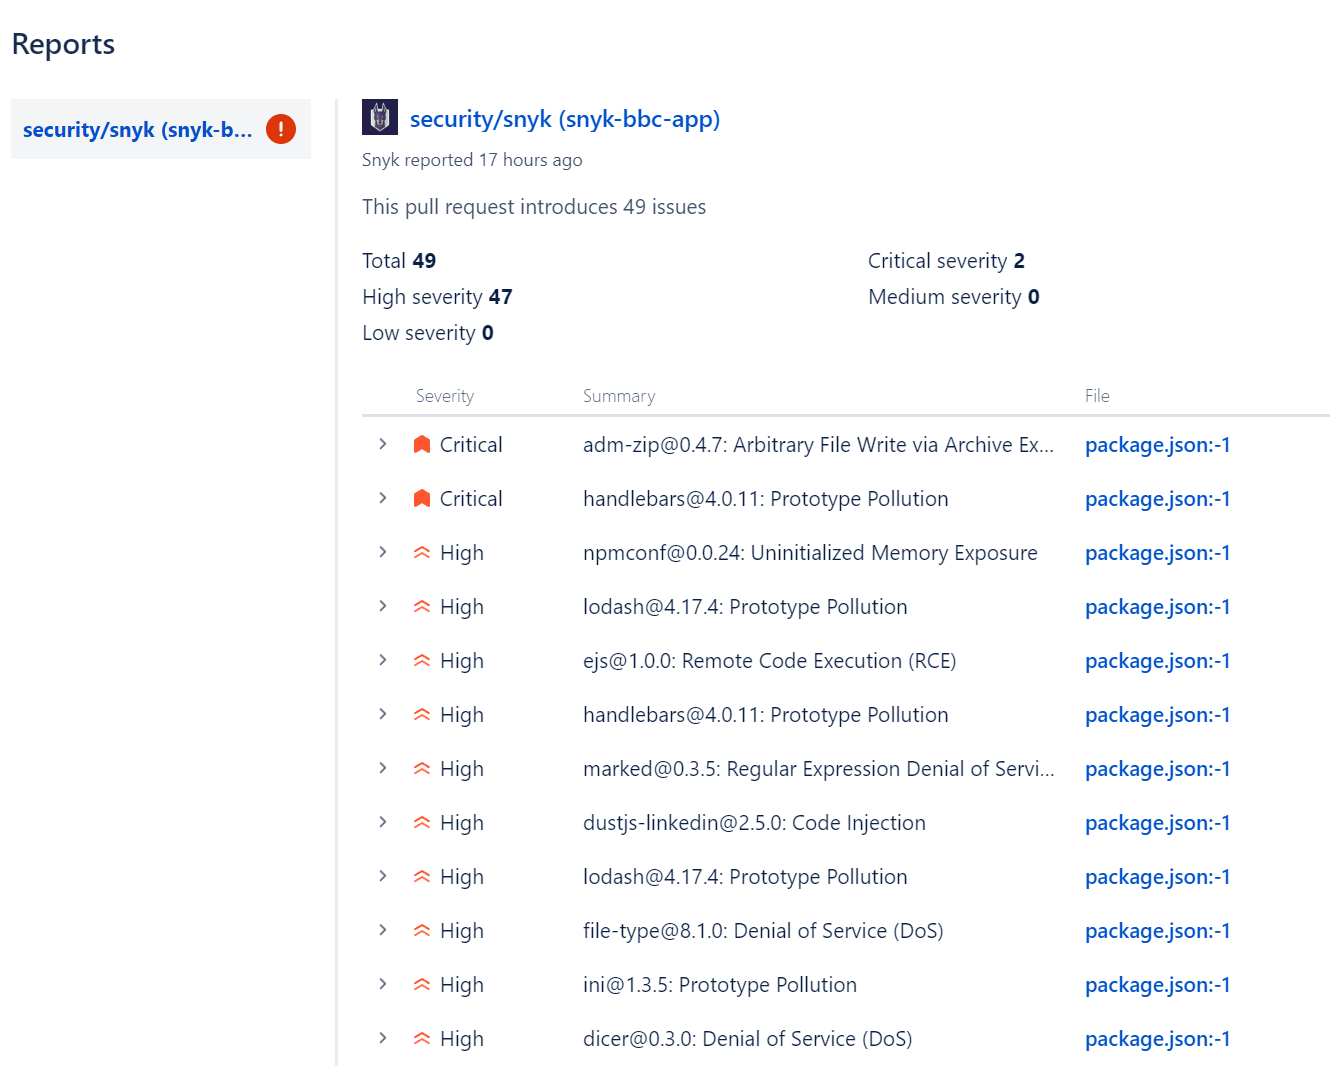 Reports
security/snyk (snyk-b...
security/snyk (snyk-bbc-app)
Snyk reported 17 hours ago
This pull request introduces 49 issues
Total 49
Critical severity 2
High severity 47
Medium severity 0
Low severity 0
Severity Summary File
Critical adm-zip@0.4.7: Arbitrary File Write via Archive Ex... package.json:-1
Critical handlebars@4.0.11: Prototype Pollution package.json:-1
High npmconf@0.0.24: Uninitialized Memory Exposure package.json:-1
High lodash@4.17.4: Prototype Pollution package.json:-1
High ejs@1.0.0: Remote Code Execution (RCE) package.json:-1
High handlebars@4.0.11: Prototype Pollution package.json:-1
High marked@0.3.5: Regular Expression Denial of Servi... package.json:-1
High dustjs-linkedin@2.5.0: Code Injection package.json:-1
High lodash@4.17.4: Prototype Pollution package.json:-1
High file-type@8.1.0: Denial of Service (DoS) package.json:-1
High ini@1.3.5: Prototype Pollution package.json:-1
High dicer@0.3.0: Denial of Service (DoS) package.json:-1